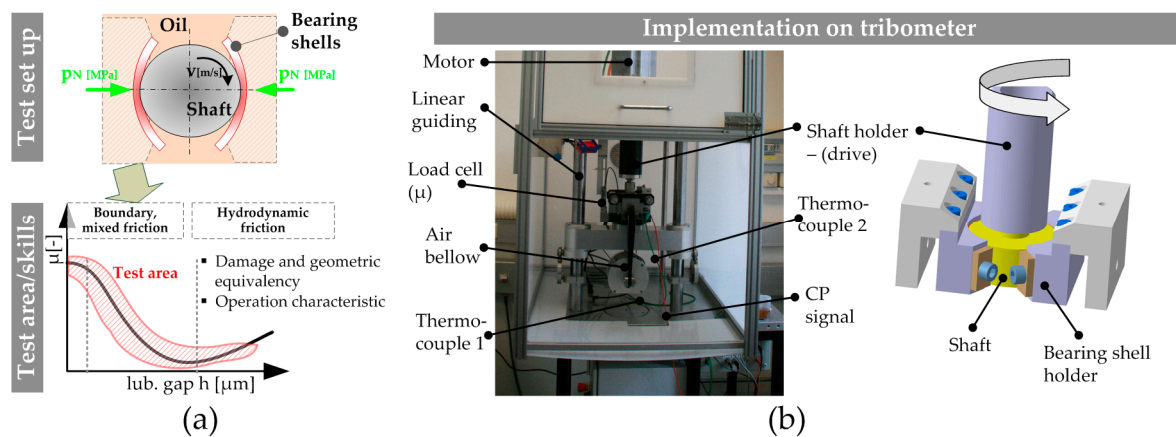 (a)
Test set up
Oil
Bearing
shells
pN [MPa]
V[m/s]
pN [MPa]
Shaft
Test area/skills
Boundary,
mixed friction
Hydrodynamic
friction
μ[-]
Test area
▪ Damage and geometric
equivalency
▪ Operation characteristic
lub. gap h [μm]
(a)
Implementation on tribometer
Motor
Linear
guiding
Load cell
(μ)
Air
bellow
Thermo-
couple 1
Shaft holder
– (drive)
Thermo-
couple 2
CP
signal
Shaft
Bearing shell
holder
(b)
(b)